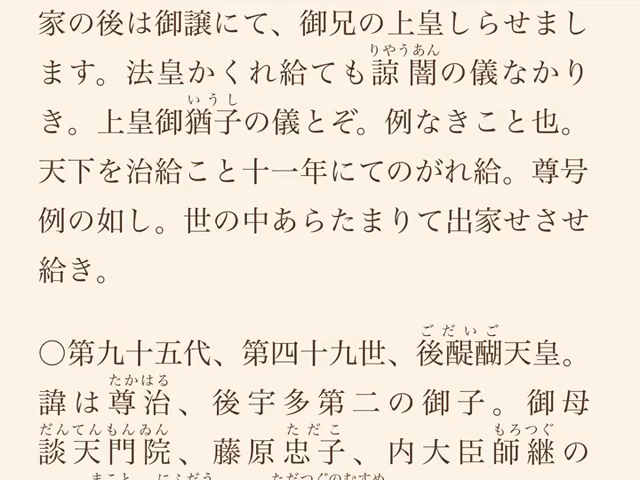 家の後は御譲にて、御兄の上皇しらせまし
ます。法皇かくれ給ても諒闇の儀なかり
き。上皇御猶子の儀とぞ。例なきこと也。
天下を治給こと十一年にてのがれ給。尊号
例の如し。世の中あらたまりて出家せさせ
給き。
〇第九十五代、第四十九世、後醍醐天皇。
諱は尊治、後宇多第二の御子。御母
談天門院、藤原忠子、内大臣師継の